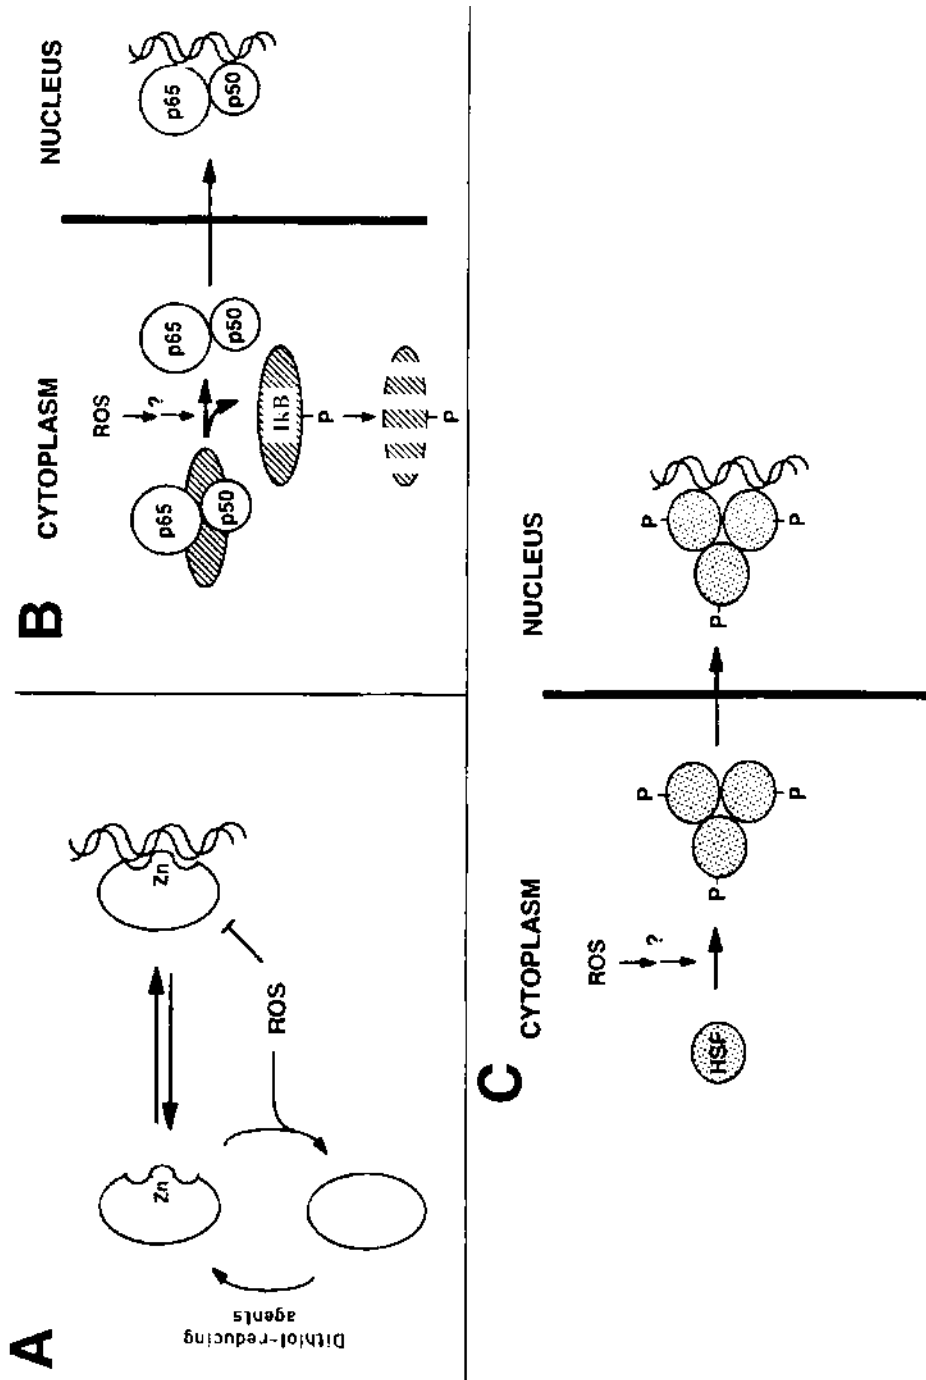 A
Zn
Zn
ROS
Dithiol-reducing
agents
B
CYTOPLASM
NUCLEUS
ROS
?
p65
p50
p65
p50
p65
p50
IkB
P
P
C
CYTOPLASM
NUCLEUS
ROS
?
HSF
P
P
P
P
P
P